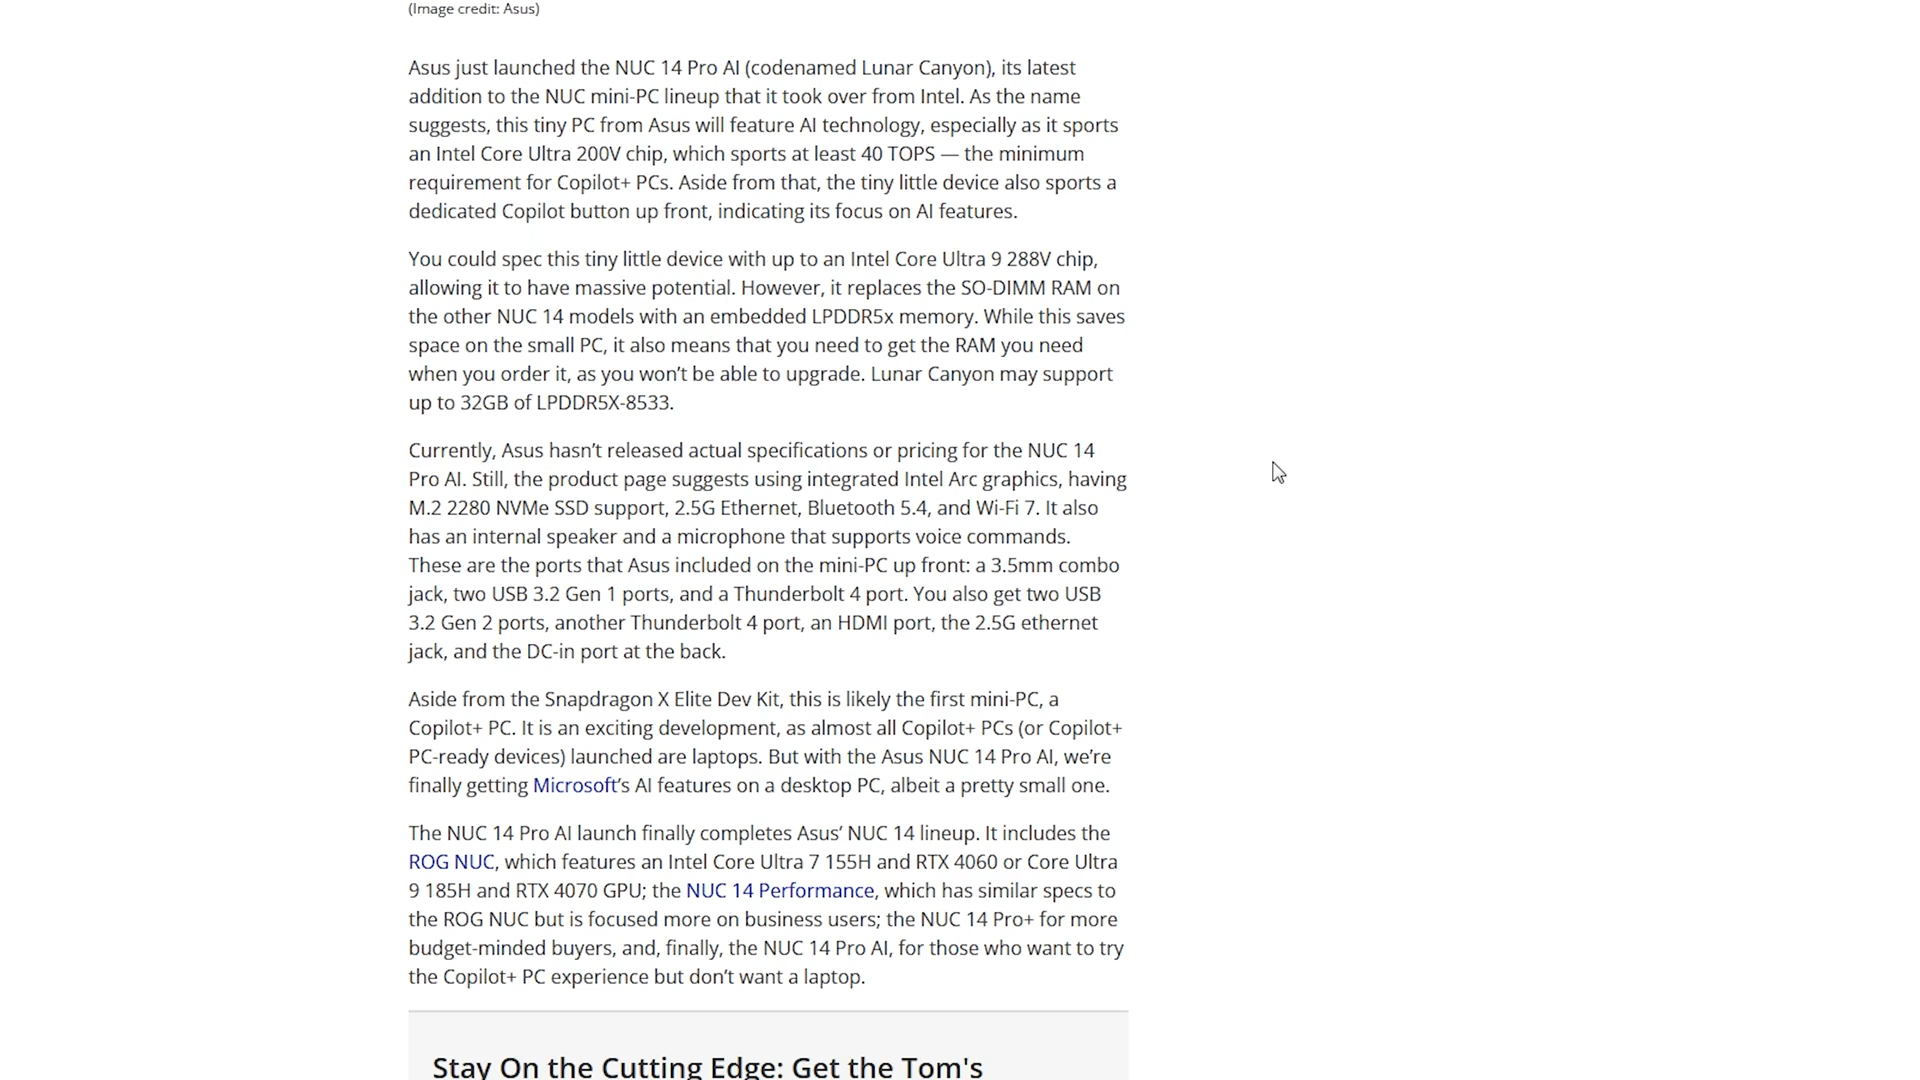 (Image credit: Asus)
Asus just launched the NUC 14 Pro AI (codenamed Lunar Canyon), its latest
addition to the NUC mini-PC lineup that it took over from Intel. As the name
suggests, this tiny PC from Asus will feature AI technology, especially as it sports
an Intel Core Ultra 200V chip, which sports at least 40 TOPS — the minimum
requirement for Copilot+ PCs. Aside from that, the tiny little device also sports a
dedicated Copilot button up front, indicating its focus on AI features.
You could spec this tiny little device with up to an Intel Core Ultra 9 288V chip,
allowing it to have massive potential. However, it replaces the SO-DIMM RAM on
the other NUC 14 models with an embedded LPDDR5x memory. While this saves
space on the small PC, it also means that you need to get the RAM you need
when you order it, as you won’t be able to upgrade. Lunar Canyon may support
up to 32GB of LPDDR5X-8533.
Currently, Asus hasn’t released actual specifications or pricing for the NUC 14
Pro AI. Still, the product page suggests using integrated Intel Arc graphics, having
M.2 2280 NVMe SSD support, 2.5G Ethernet, Bluetooth 5.4, and Wi-Fi 7. It also
has an internal speaker and a microphone that supports voice commands.
These are the ports that Asus included on the mini-PC up front: a 3.5mm combo
jack, two USB 3.2 Gen 1 ports, and a Thunderbolt 4 port. You also get two USB
3.2 Gen 2 ports, another Thunderbolt 4 port, an HDMI port, the 2.5G ethernet
jack, and the DC-in port at the back.
Aside from the Snapdragon X Elite Dev Kit, this is likely the first mini-PC, a
Copilot+ PC. It is an exciting development, as almost all Copilot+ PCs (or Copilot+
PC-ready devices) launched are laptops. But with the Asus NUC 14 Pro AI, we’re
finally getting Microsoft’s AI features on a desktop PC, albeit a pretty small one.
The NUC 14 Pro AI launch finally completes Asus’ NUC 14 lineup. It includes the
ROG NUC, which features an Intel Core Ultra 7 155H and RTX 4060 or Core Ultra
9 185H and RTX 4070 GPU; the NUC 14 Performance, which has similar specs to
the ROG NUC but is focused more on business users; the NUC 14 Pro+ for more
budget-minded buyers, and, finally, the NUC 14 Pro AI, for those who want to try
the Copilot+ PC experience but don’t want a laptop.
Stay On the Cutting Edge: Get the Tom's